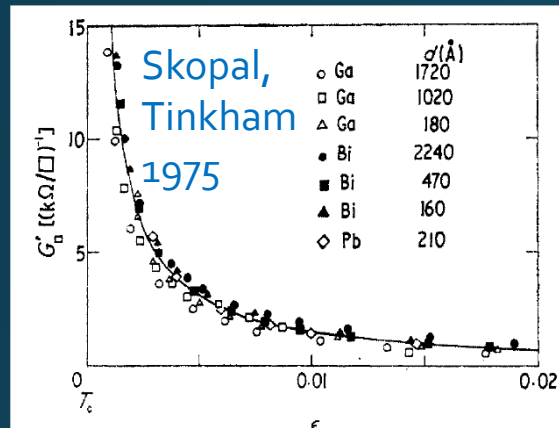 15
10
5
0
T_c
0.01
0.02
ϵ
G''_□ [(kΩ/□)⁻¹]
Skopal,
Tinkham
1975
d(Å)
○ Ga 1720
□ Ga 1020
△ Ga 180
● Bi 2240
■ Bi 470
▲ Bi 160
◇ Pb 210